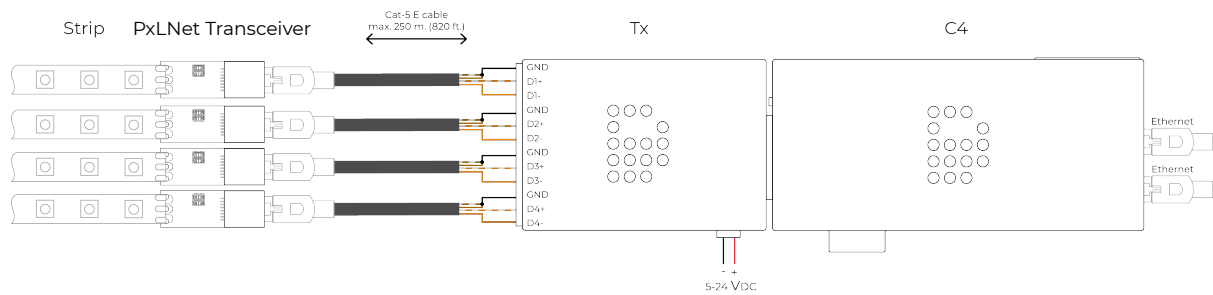 Strip
PxLNet Transceiver
Cat-5 E cable
max. 250 m. (820 ft.)
Tx
C4
GND
D1+
D1-
GND
D2+
D2-
GND
D3+
D3-
GND
D4+
D4-
Ethernet
Ethernet
- +
5-24 VDC